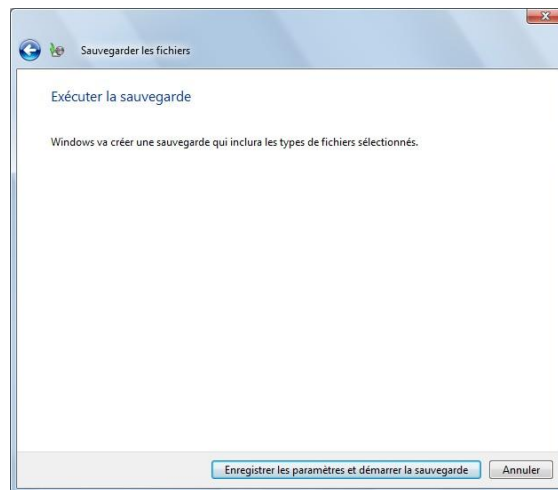 Sauvegarder les fichiers
Exécuter la sauvegarde
Windows va créer une sauvegarde qui inclura les types de fichiers sélectionnés.
Enregistrer les paramètres et démarrer la sauvegarde
Annuler